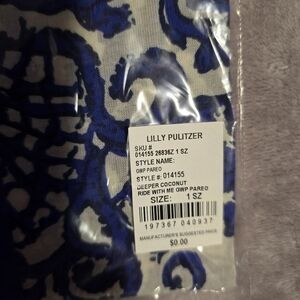 LILLY PULITZER
SKU #
014155 26836Z 1 SZ
STYLE NAME:
GWP PAREO
STYLE #: 014155
DEEPER COCONUT
RIDE WITH ME GWP PAREO
SIZE: 1 SZ
197367 040937
MANUFACTURER'S SUGGESTED PRICE
$0.00